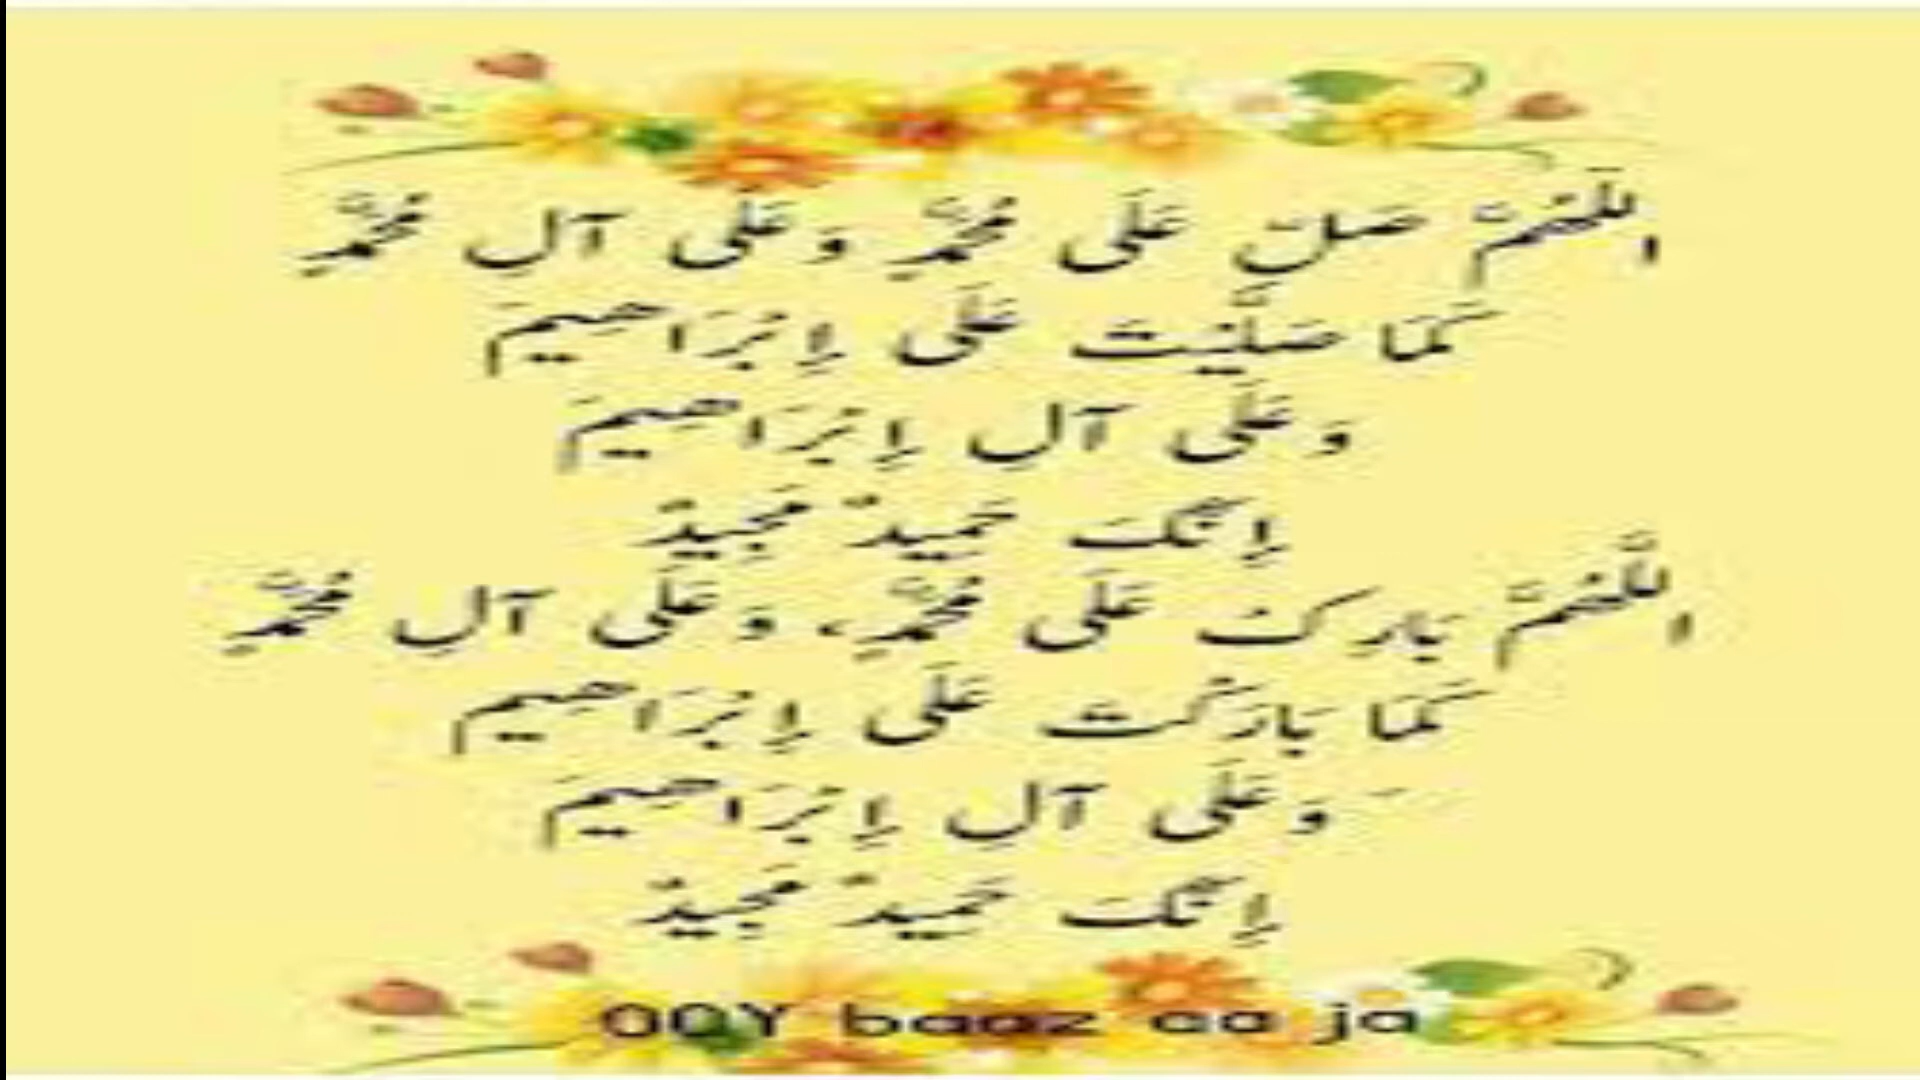 اَللّٰهُمَّ صَلِّ عَلَى مُحَمَّدٍ وَعَلَى آلِ مُحَمَّدٍ
كَمَا صَلَّيْتَ عَلَى إِبْرَاهِيمَ
وَعَلَى آلِ إِبْرَاهِيمَ
إِنَّكَ حَمِيدٌ مَجِيدٌ
اَللّٰهُمَّ بَارِكْ عَلَى مُحَمَّدٍ، وَعَلَى آلِ مُحَمَّدٍ
كَمَا بَارَكْتَ عَلَى إِبْرَاهِيمَ
وَعَلَى آلِ إِبْرَاهِيمَ
إِنَّكَ حَمِيدٌ مَجِيدٌ
OOY baaz aa ja